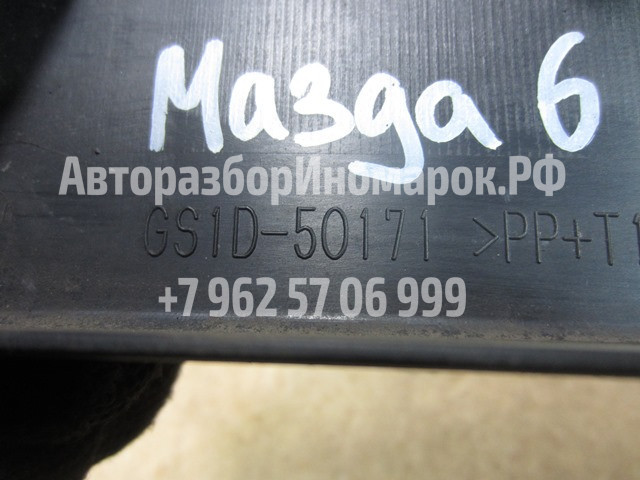 Мазда 6
АвторазборИномарок.РФ
GS1D-50171 >PP+T1
+7 962 57 06 999